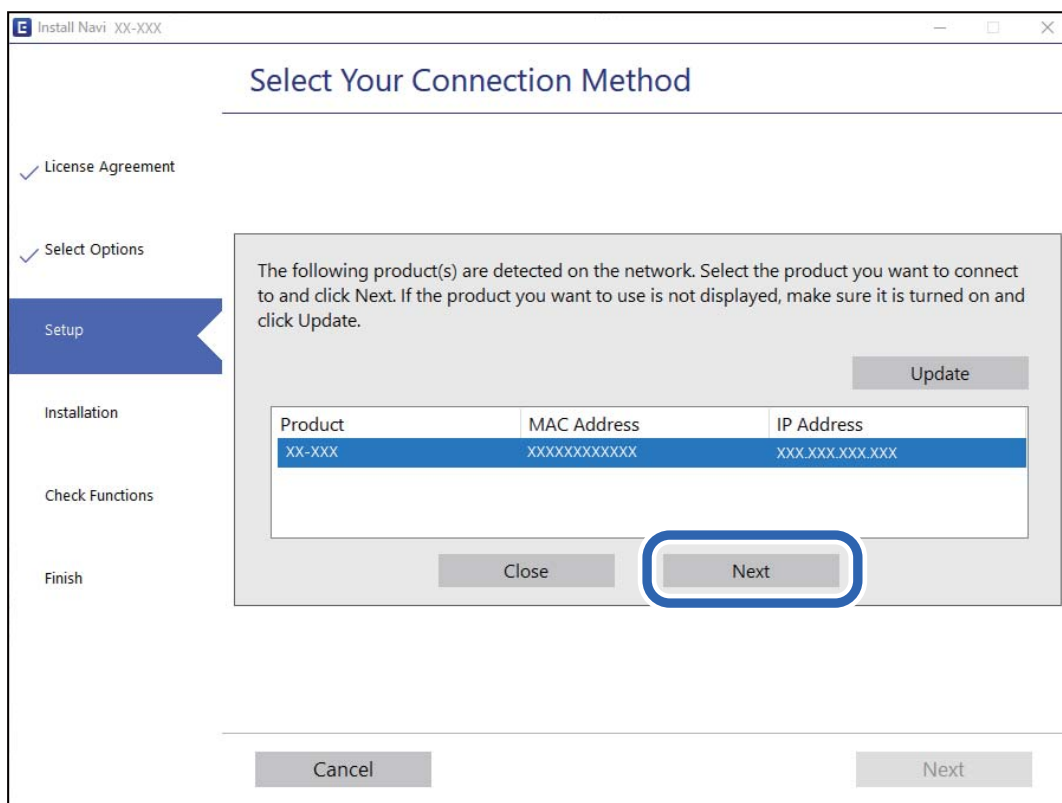 E Install Navi XX-XXX
Select Your Connection Method
License Agreement
Select Options
Setup
Installation
Check Functions
Finish
The following product(s) are detected on the network. Select the product you want to connect
to and click Next. If the product you want to use is not displayed, make sure it is turned on and
click Update.
Update
Product MAC Address IP Address
XX-XXX XXXXXXXXXXXX XXX.XXX.XXX.XXX
Close Next
Cancel Next